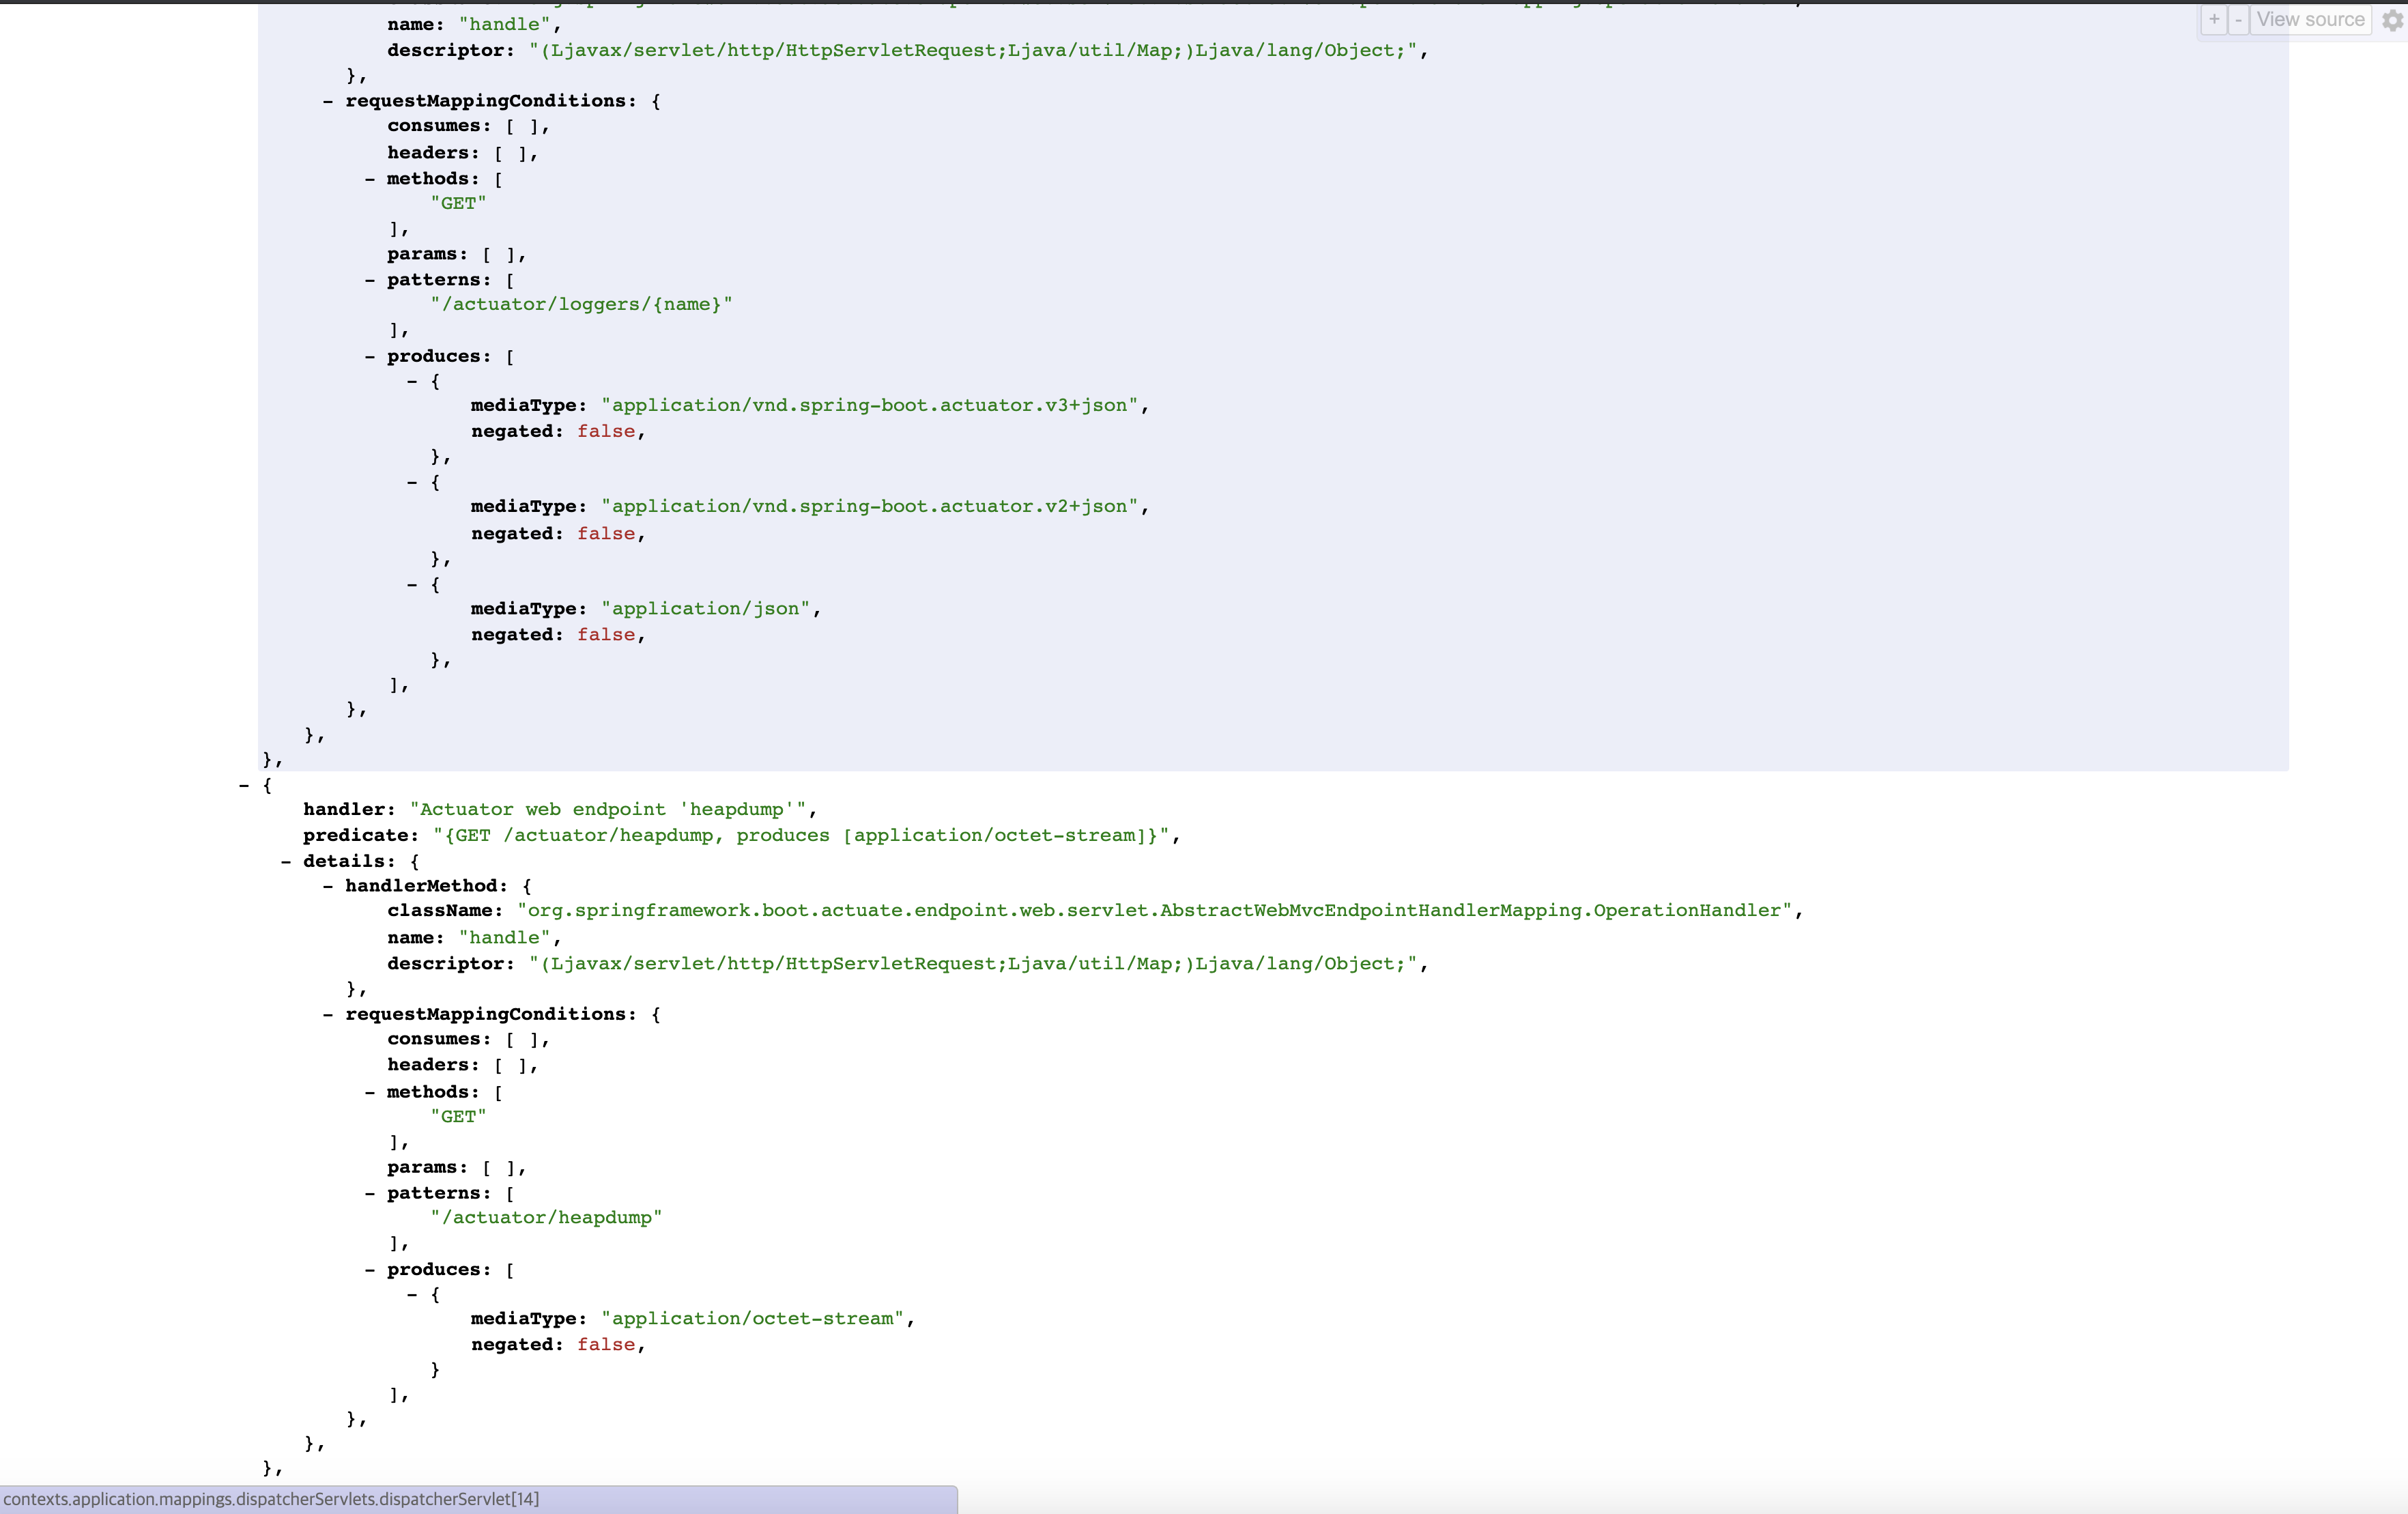 name: "handle",
descriptor: "(Ljavax/servlet/http/HttpServletRequest;Ljava/util/Map;)Ljava/lang/Object;",
},
- requestMappingConditions: {
consumes: [ ],
headers: [ ],
- methods: [
"GET"
],
params: [ ],
- patterns: [
"/actuator/loggers/{name}"
],
- produces: [
- {
mediaType: "application/vnd.spring-boot.actuator.v3+json",
negated: false,
},
- {
mediaType: "application/vnd.spring-boot.actuator.v2+json",
negated: false,
},
- {
mediaType: "application/json",
negated: false,
},
],
},
},
},
- {
handler: "Actuator web endpoint 'heapdump'",
predicate: "{GET /actuator/heapdump, produces [application/octet-stream]}",
- details: {
- handlerMethod: {
className: "org.springframework.boot.actuate.endpoint.web.servlet.AbstractWebMvcEndpointHandlerMapping.OperationHandler",
name: "handle",
descriptor: "(Ljavax/servlet/http/HttpServletRequest;Ljava/util/Map;)Ljava/lang/Object;",
},
- requestMappingConditions: {
consumes: [ ],
headers: [ ],
- methods: [
"GET"
],
params: [ ],
- patterns: [
"/actuator/heapdump"
],
- produces: [
- {
mediaType: "application/octet-stream",
negated: false,
}
],
},
},
},
+ - View source
contexts.application.mappings.dispatcherServlets.dispatcherServlet[14]